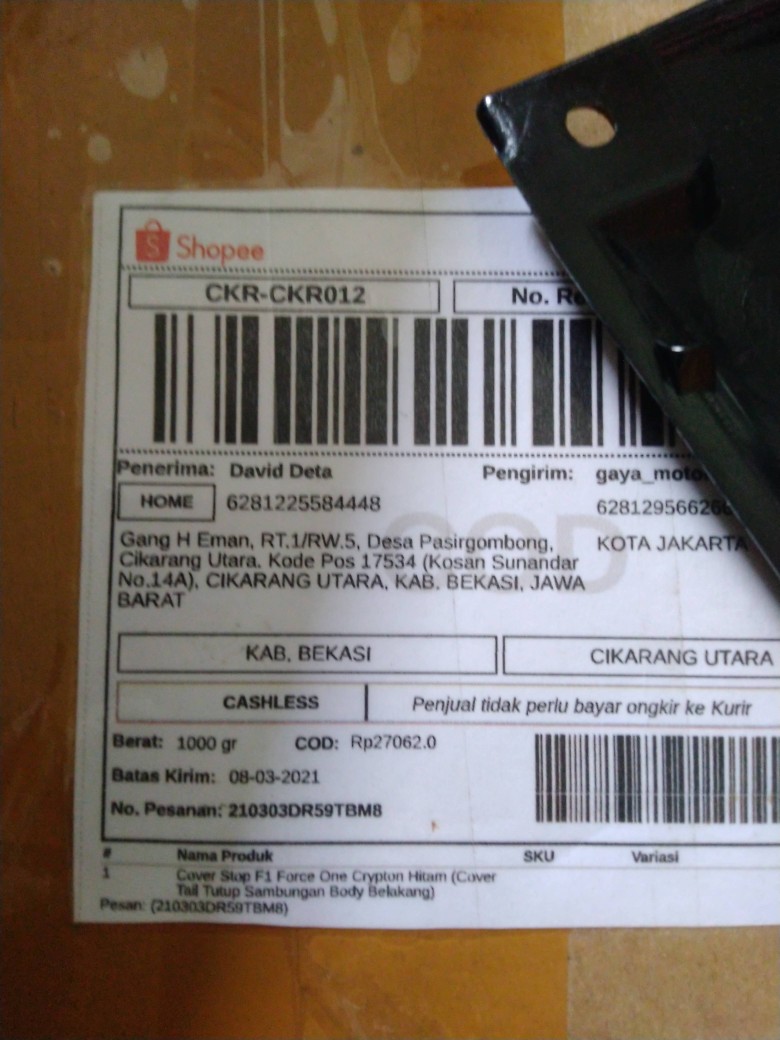 Shopee
CKR-CKR012
No. Re
Penerima: David Deta
Pengirim: gaya_moto
HOME
6281225584448
628129566266
Gang H Eman, RT.1/RW.5, Desa Pasirgombong,
Cikarang Utara. Kode Pos 17534 (Kosan Sunandar
No.14A), CIKARANG UTARA, KAB. BEKASI, JAWA
BARAT
KOTA JAKARTA
COD
KAB. BEKASI
CIKARANG UTARA
CASHLESS
Penjual tidak perlu bayar ongkir ke Kurir
Berat: 1000 gr
COD: Rp27062.0
Batas Kirim: 08-03-2021
No. Pesanan: 210303DR59TBM8
# Nama Produk SKU Variasi
1 Cover Stop F1 Force One Crypton Hitam (Cover
Tail Tutup Sambungan Body Belakang)
Pesan: (210303DR59TBM8)